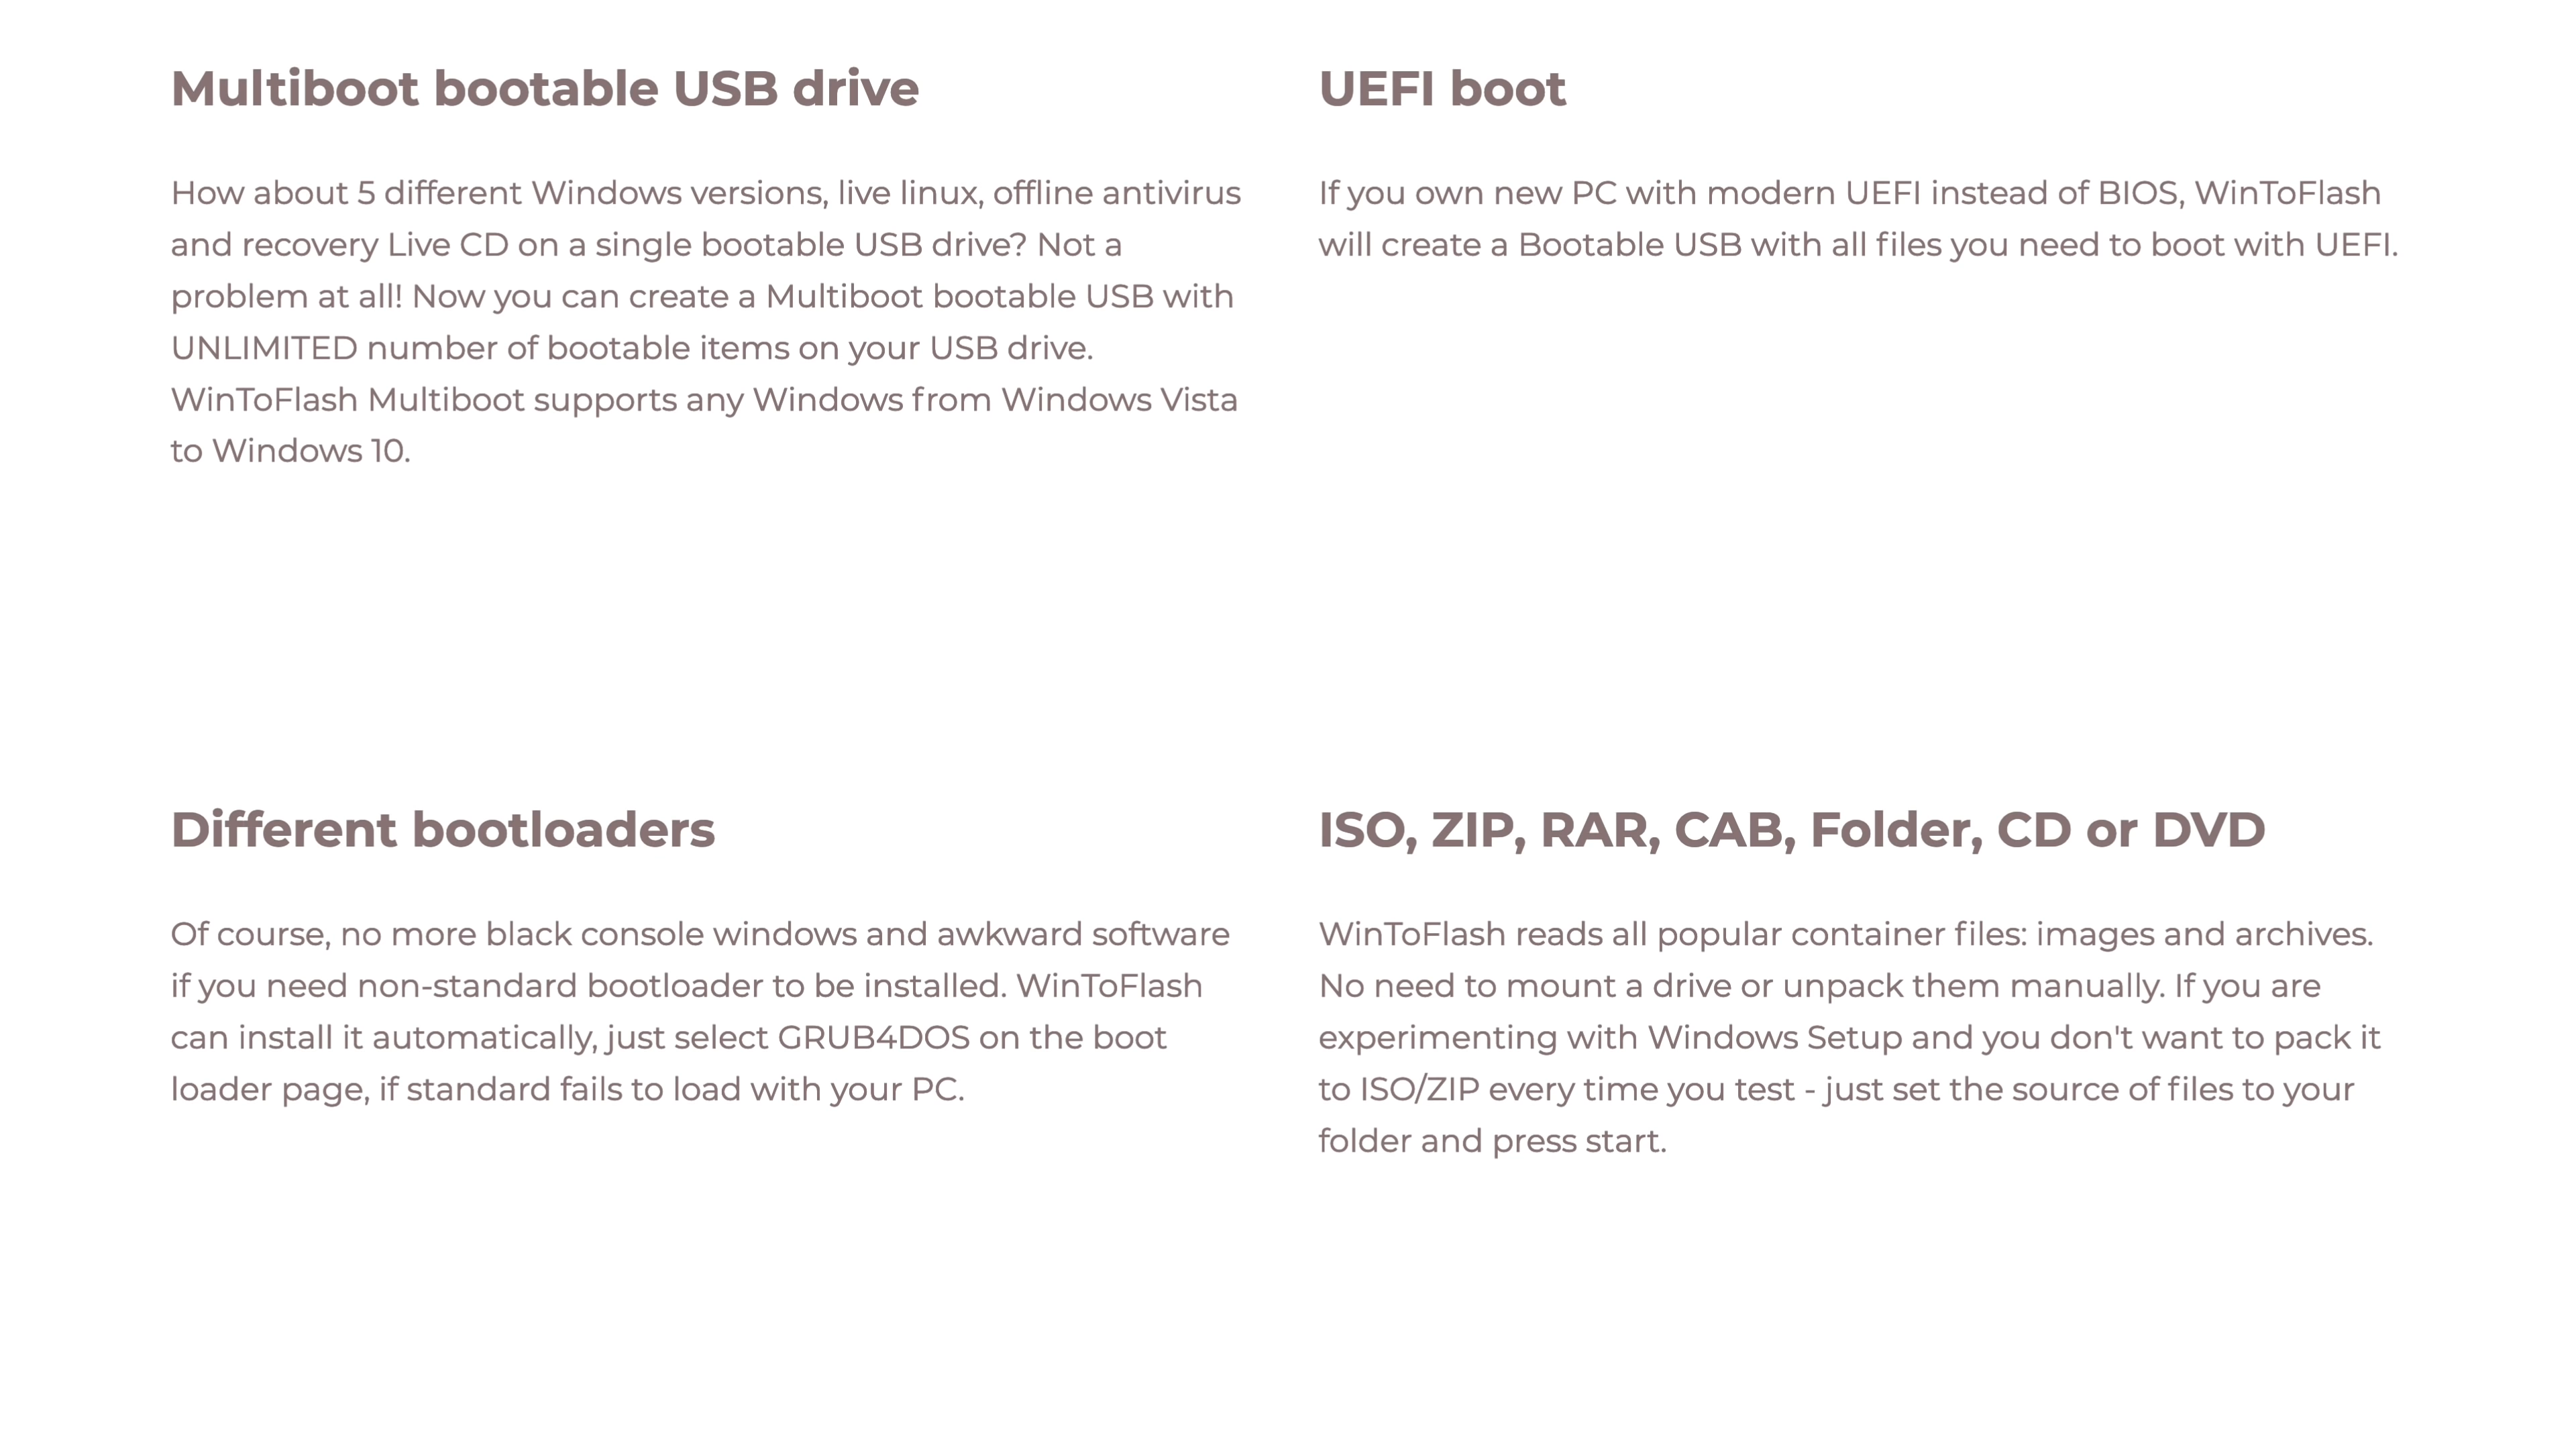 Multiboot bootable USB drive
How about 5 different Windows versions, live linux, offline antivirus
and recovery Live CD on a single bootable USB drive? Not a
problem at all! Now you can create a Multiboot bootable USB with
UNLIMITED number of bootable items on your USB drive.
WinToFlash Multiboot supports any Windows from Windows Vista
to Windows 10.
UEFI boot
If you own new PC with modern UEFI instead of BIOS, WinToFlash
will create a Bootable USB with all files you need to boot with UEFI.
Different bootloaders
Of course, no more black console windows and awkward software
if you need non-standard bootloader to be installed. WinToFlash
can install it automatically, just select GRUB4DOS on the boot
loader page, if standard fails to load with your PC.
ISO, ZIP, RAR, CAB, Folder, CD or DVD
WinToFlash reads all popular container files: images and archives.
No need to mount a drive or unpack them manually. If you are
experimenting with Windows Setup and you don't want to pack it
to ISO/ZIP every time you test - just set the source of files to your
folder and press start.